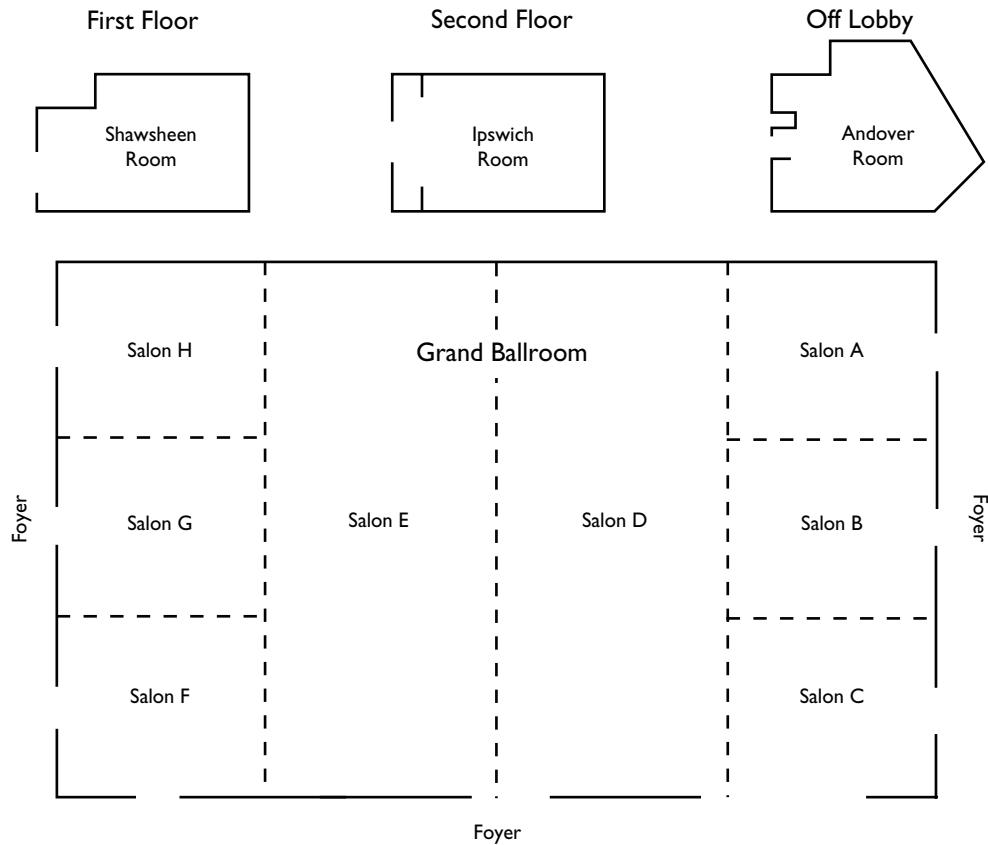 First Floor
Second Floor
Off Lobby
Shawsheen
Room
Ipswich
Room
Andover
Room
Salon H
Grand Ballroom
Salon A
Foyer
Salon G
Salon E
Salon D
Salon B
Foyer
Salon F
Salon C
Foyer